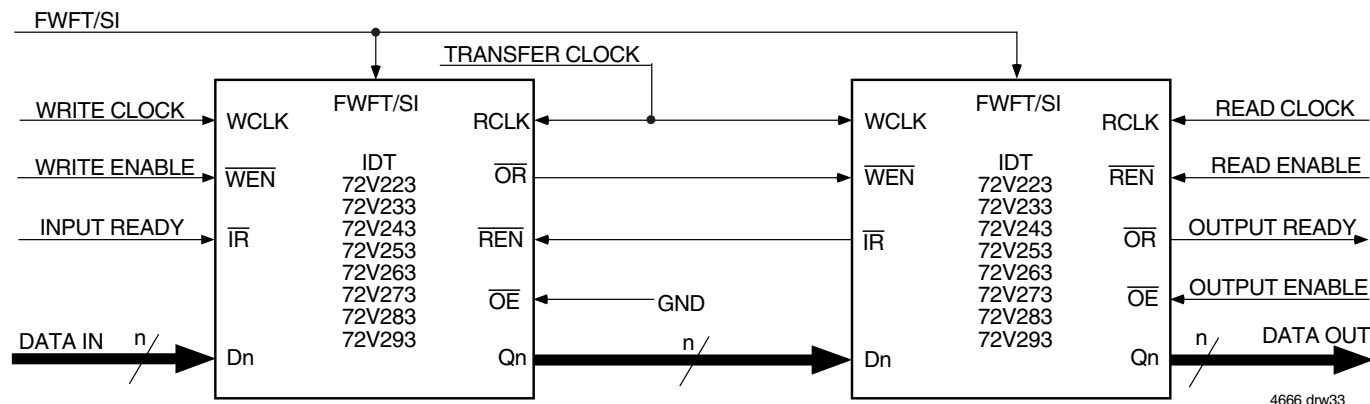 FWFT/SI
TRANSFER CLOCK
WRITE CLOCK
WRITE ENABLE
INPUT READY
DATA IN
n
FWFT/SI
WCLK
RCLK
WEN
OR
IR
REN
OE
Dn
Qn
IDT
72V223
72V233
72V243
72V253
72V263
72V273
72V283
72V293
GND
n
FWFT/SI
WCLK
RCLK
WEN
REN
IR
OR
OE
Dn
Qn
IDT
72V223
72V233
72V243
72V253
72V263
72V273
72V283
72V293
READ CLOCK
READ ENABLE
OUTPUT READY
OUTPUT ENABLE
n
DATA OUT
4666 drw33